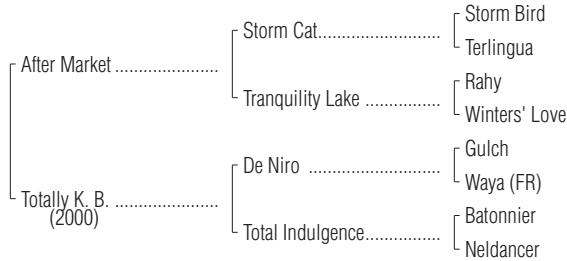 Storm Bird
Storm Cat........................
Terlingua
After Market ....................
Rahy
Tranquility Lake ..............
Winters' Love
Gulch
De Niro .........................
Waya (FR)
Totally K. B. ...................
(2000)
Batonnier
Total Indulgence..............
Neldancer